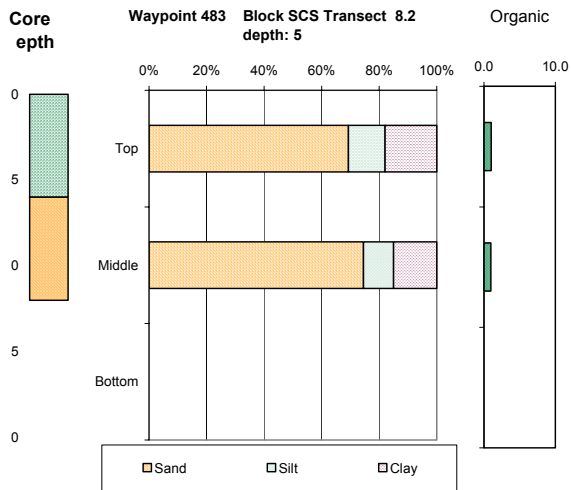 Core
epth
Waypoint 483 Block SCS Transect 8.2
depth: 5
Organic
0% 20% 40% 60% 80% 100%
0.0 10.0
0
5
0
5
0
Top
Middle
Bottom
Sand Silt Clay